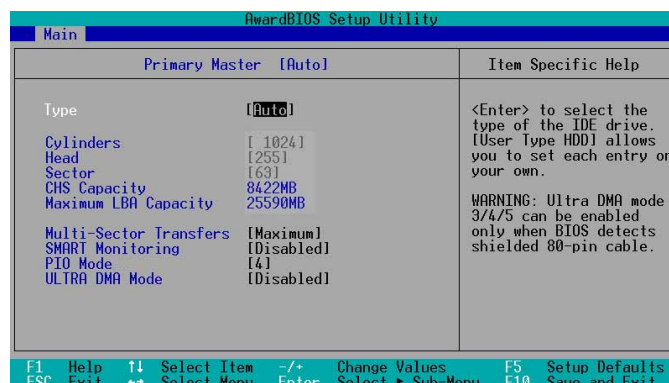 AwardBIOS Setup Utility
Main
Primary Master [Auto]
Item Specific Help
Type [Auto]
Cylinders [ 1024]
Head [255]
Sector [63]
CHS Capacity 8422MB
Maximum LBA Capacity 25590MB
Multi-Sector Transfers [Maximum]
SMART Monitoring [Disabled]
PIO Mode [4]
ULTRA DMA Mode [Disabled]
<Enter> to select the
type of the IDE drive.
[User Type HDD] allows
you to set each entry on
your own.
WARNING: Ultra DMA mode
3/4/5 can be enabled
only when BIOS detects
shielded 80-pin cable.
F1 Help ↑↓ Select Item -/+ Change Values F5 Setup Defaults
ESC Exit ←→ Select Menu Enter Select ► Sub-Menu F10 Save and Exits